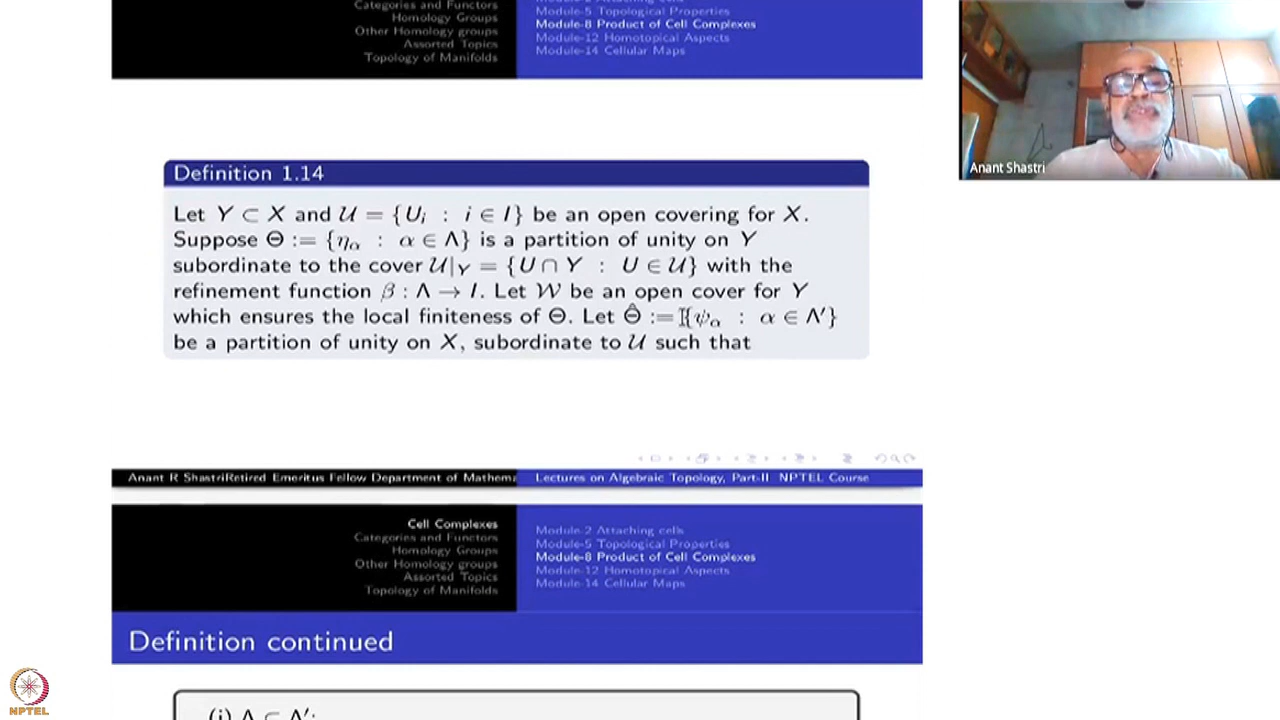 Categories and Functors
Homology Groups
Other Homology groups
Assorted Topics
Topology of Manifolds
Module-5 Topological Properties
Module-8 Product of Cell Complexes
Module-12 Homotopical Aspects
Module-14 Cellular Maps
Anant Shastri
Definition 1.14
Let Y ⊂ X and 𝒰 = {U_i : i ∈ I} be an open covering for X.
Suppose Θ := {η_α : α ∈ Λ} is a partition of unity on Y
subordinate to the cover 𝒰|_Y = {U ∩ Y : U ∈ 𝒰} with the
refinement function β : Λ → I. Let 𝒲 be an open cover for Y
which ensures the local finiteness of Θ. Let Θ̂ := {ψ_α : α ∈ Λ′}
be a partition of unity on X, subordinate to 𝒰 such that
Anant R ShastriRetired Emeritus Fellow Department of Mathema
Lectures on Algebraic Topology, Part-II NPTEL Course
Cell Complexes
Categories and Functors
Homology Groups
Other Homology groups
Assorted Topics
Topology of Manifolds
Module-2 Attaching cells
Module-5 Topological Properties
Module-8 Product of Cell Complexes
Module-12 Homotopical Aspects
Module-14 Cellular Maps
Definition continued
(i) Λ ⊂ Λ′;
NPTEL